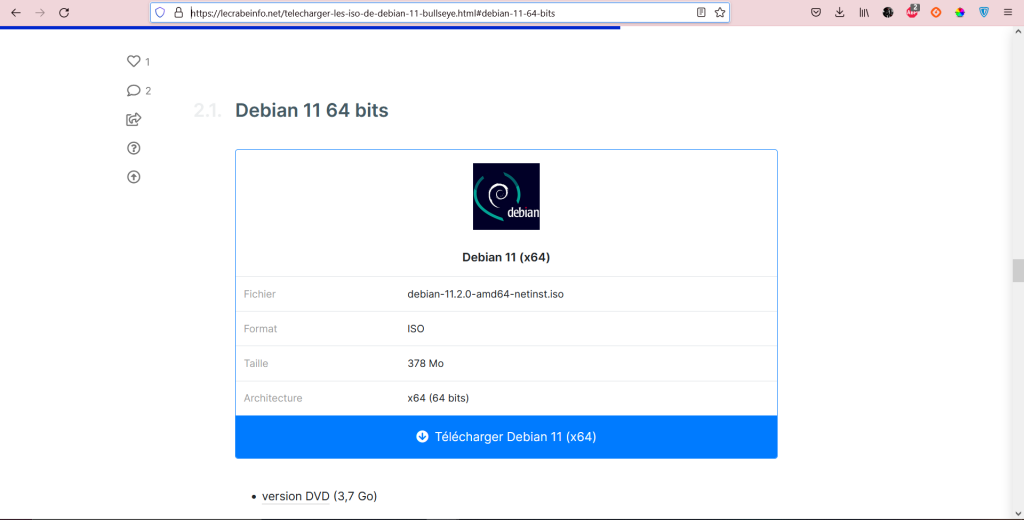 https://lecrabeinfo.net/telecharger-les-iso-de-debian-11-bullseye.html#debian-11-64-bits
2
ABP
1
2
2.1. Debian 11 64 bits
debian
Debian 11 (x64)
Fichier debian-11.2.0-amd64-netinst.iso
Format ISO
Taille 378 Mo
Architecture x64 (64 bits)
Télécharger Debian 11 (x64)
• version DVD (3,7 Go)